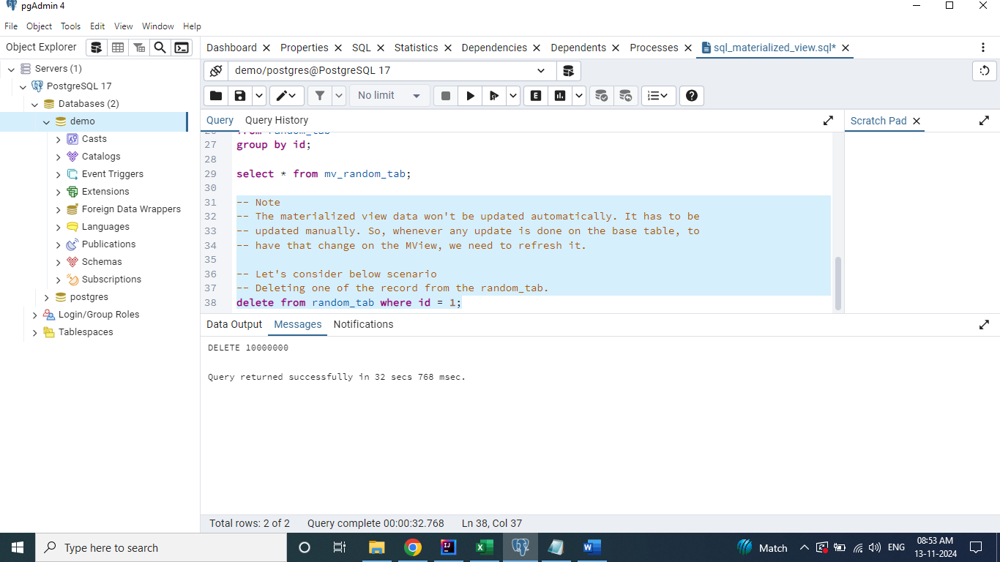 pgAdmin 4
File Object Tools Edit View Window Help
Object Explorer
Dashboard Properties SQL Statistics Dependencies Dependents Processes sql_materialized_view.sql*
Servers (1)
PostgreSQL 17
Databases (2)
demo
Casts
Catalogs
Event Triggers
Extensions
Foreign Data Wrappers
Languages
Publications
Schemas
Subscriptions
postgres
Login/Group Roles
Tablespaces
demo/postgres@PostgreSQL 17
No limit
E
Query Query History
Scratch Pad
26 from random_tab
27 group by id;
28
29 select * from mv_random_tab;
30
31 -- Note
32 -- The materialized view data won't be updated automatically. It has to be
33 -- updated manually. So, whenever any update is done on the base table, to
34 -- have that change on the MView, we need to refresh it.
35
36 -- Let's consider below scenario
37 -- Deleting one of the record from the random_tab.
38 delete from random_tab where id = 1;
Data Output Messages Notifications
DELETE 10000000
Query returned successfully in 32 secs 768 msec.
Total rows: 2 of 2 Query complete 00:00:32.768 Ln 38, Col 37
Type here to search
Match
ENG
08:53 AM
13-11-2024